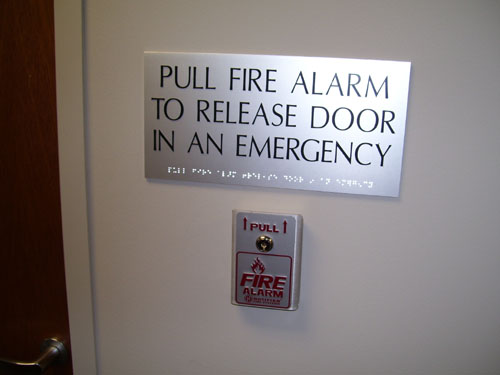 PULL FIRE ALARM
TO RELEASE DOOR
IN AN EMERGENCY
PULL
FIRE
ALARM